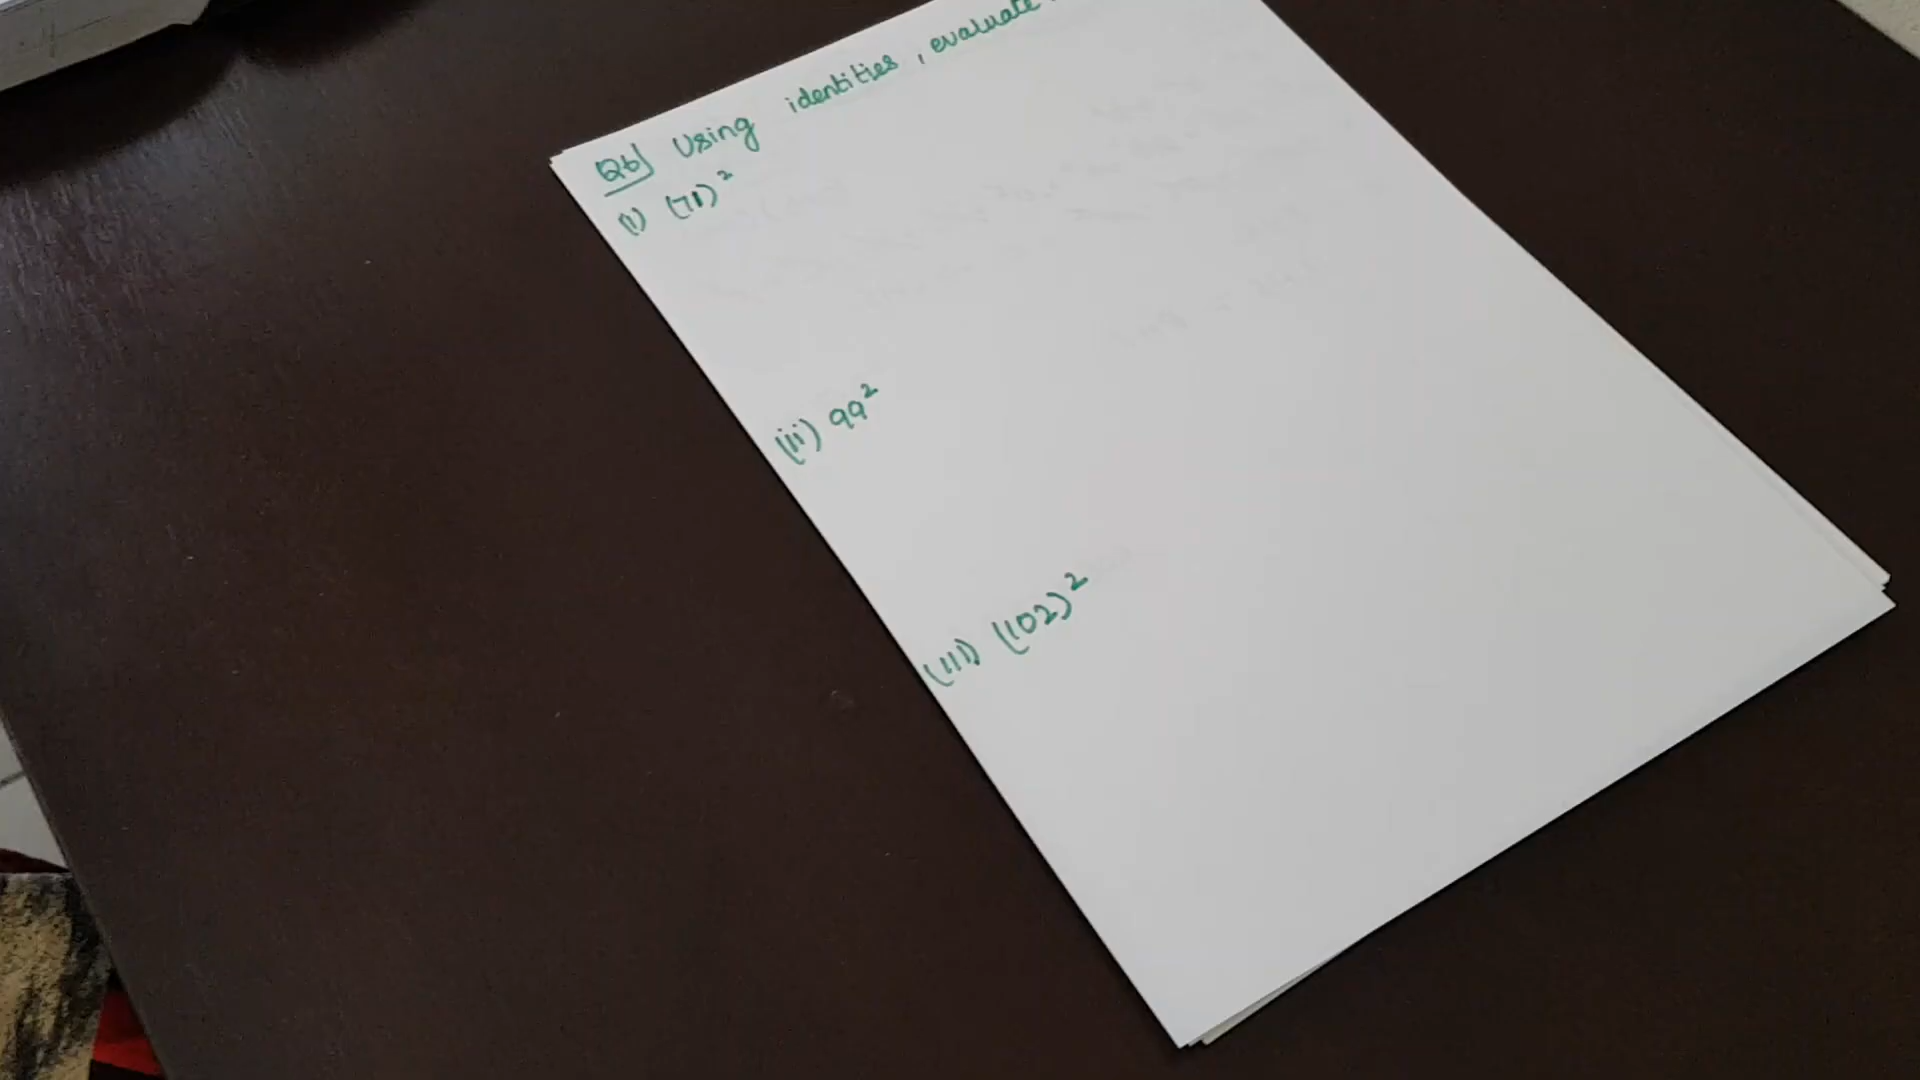 Q6) Using identities, evaluate
(i) (71)²
(ii) 99²
(iii) (102)²